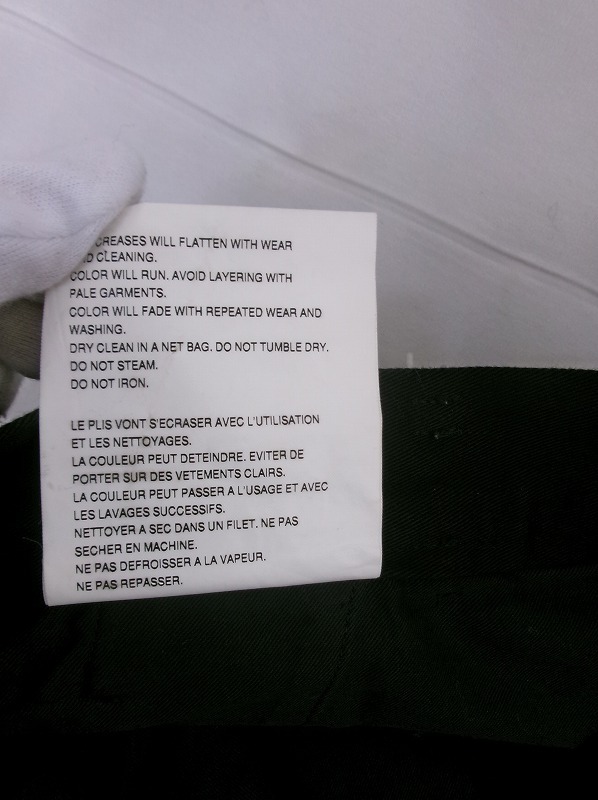 CREASES WILL FLATTEN WITH WEAR
CLEANING.
COLOR WILL RUN. AVOID LAYERING WITH
PALE GARMENTS.
COLOR WILL FADE WITH REPEATED WEAR AND
WASHING.
DRY CLEAN IN A NET BAG. DO NOT TUMBLE DRY.
DO NOT STEAM.
DO NOT IRON.
LE PLIS VONT S'ECRASER AVEC L'UTILISATION
ET LES NETTOYAGES.
LA COULEUR PEUT DETEINDRE. EVITER DE
PORTER SUR DES VETEMENTS CLAIRS.
LA COULEUR PEUT PASSER A L'USAGE ET AVEC
LES LAVAGES SUCCESSIFS.
NETTOYER A SEC DANS UN FILET. NE PAS
SECHER EN MACHINE.
NE PAS DEFROISSER A LA VAPEUR.
NE PAS REPASSER.